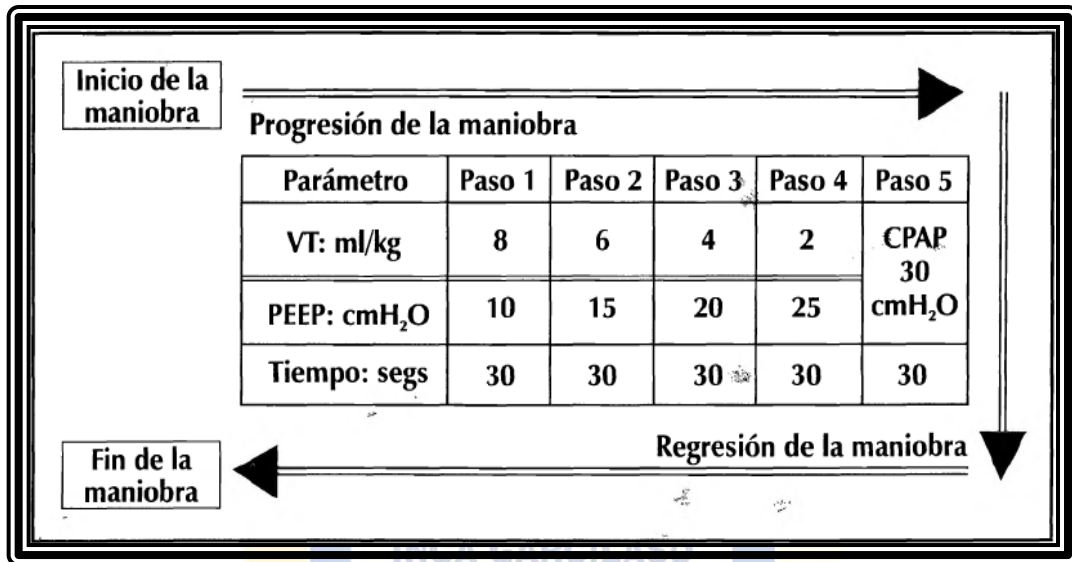 Inicio de la
maniobra
Progresión de la maniobra
Parámetro Paso 1 Paso 2 Paso 3 Paso 4 Paso 5
VT: ml/kg 8 6 4 2 CPAP
30
cmH₂O
PEEP: cmH₂O 10 15 20 25
Tiempo: segs 30 30 30 30 30
Regresión de la maniobra
Fin de la
maniobra
INCA GARCILASO